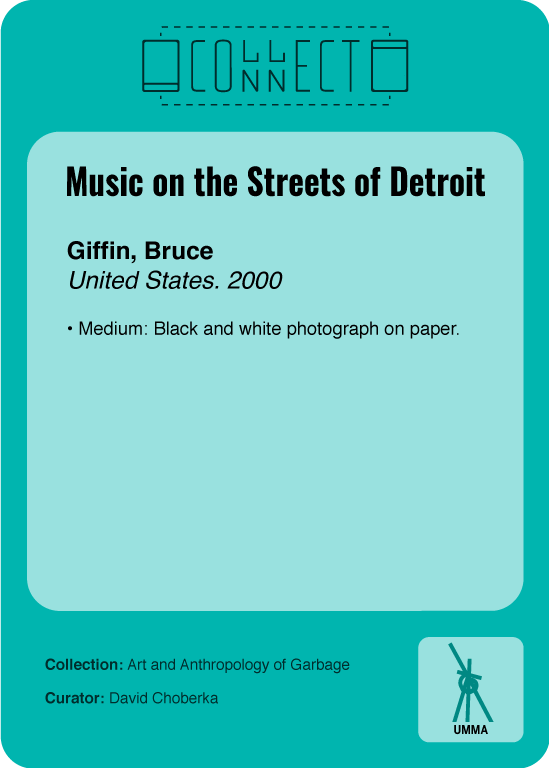 COLLECT
CONNECT
Music on the Streets of Detroit
Giffin, Bruce
United States. 2000
• Medium: Black and white photograph on paper.
Collection: Art and Anthropology of Garbage
Curator: David Choberka
UMMA